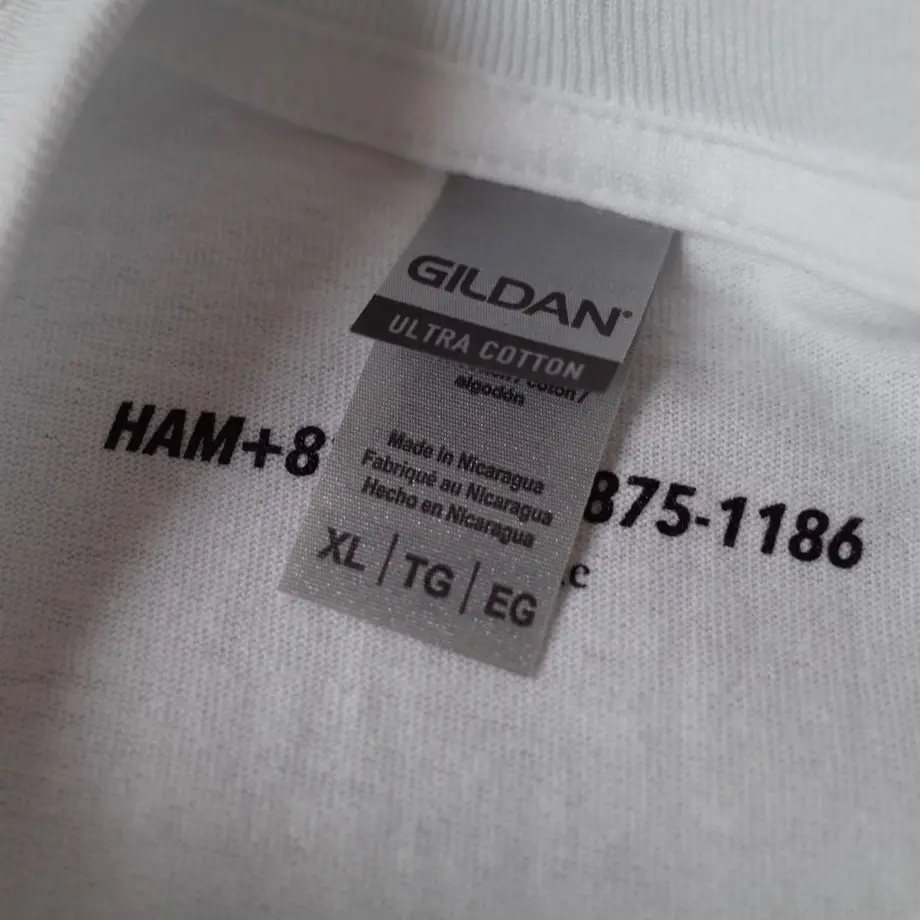 GILDAN®
ULTRA COTTON
algodón
Made in Nicaragua
Fabriqué au Nicaragua
Hecho en Nicaragua
XL | TG | EG
HAM+8 875-1186